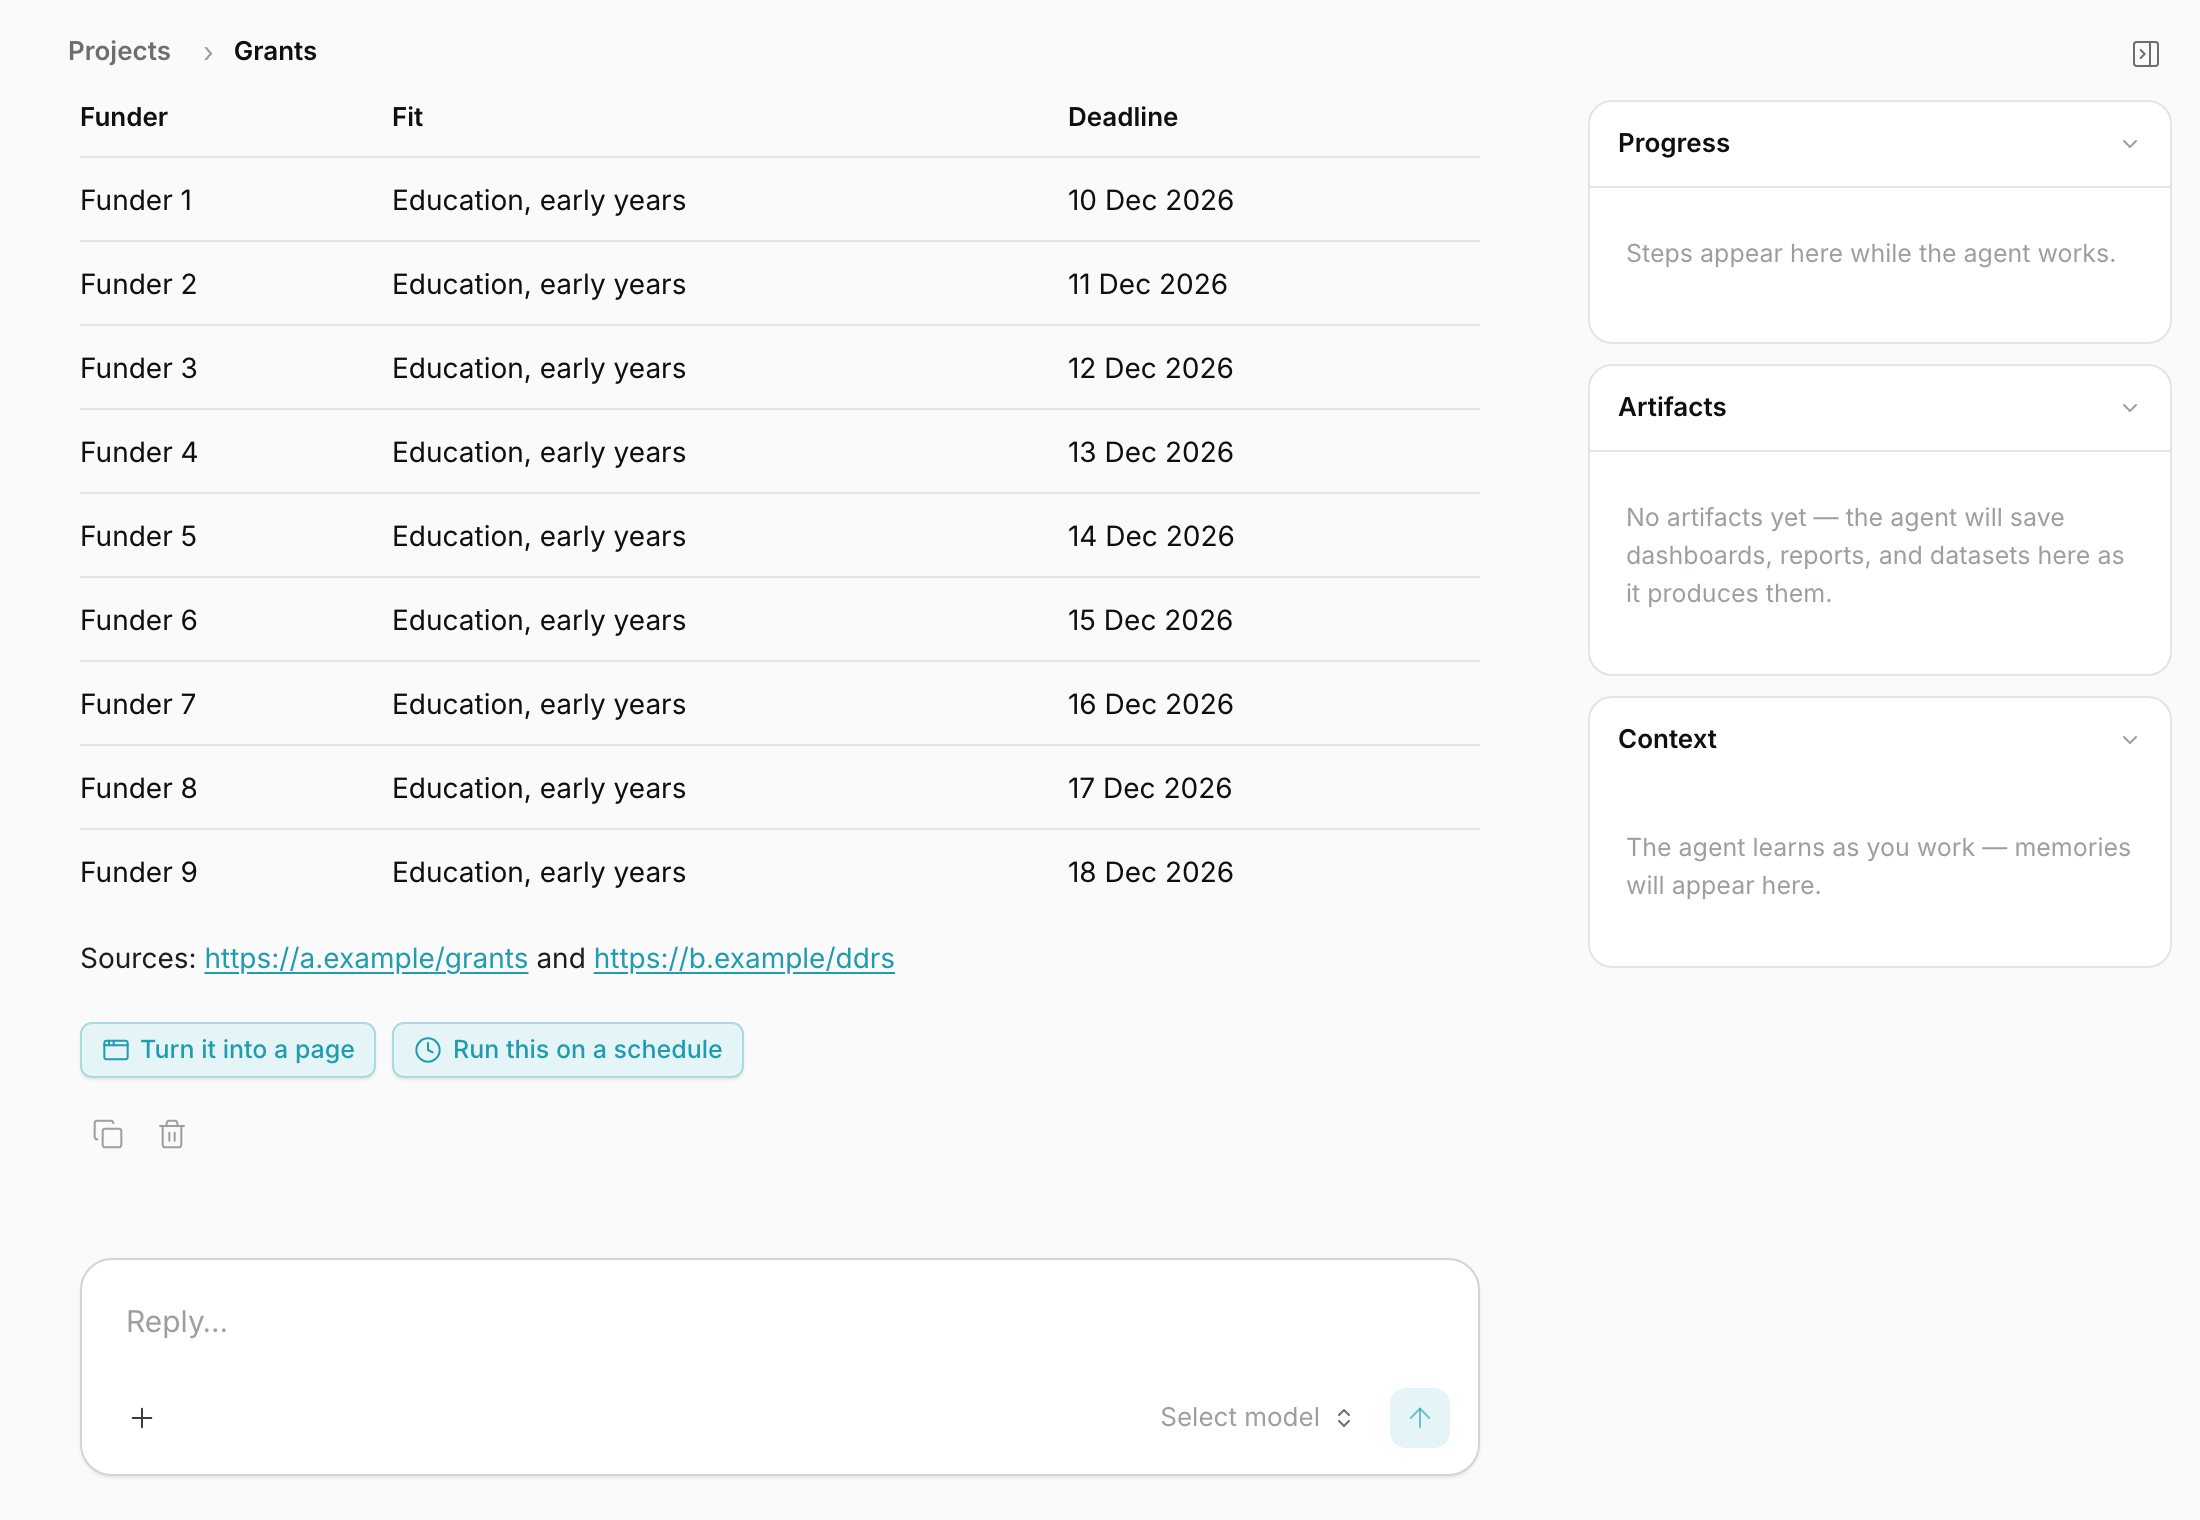 Projects › Grants
Funder Fit Deadline
Funder 1 Education, early years 10 Dec 2026
Funder 2 Education, early years 11 Dec 2026
Funder 3 Education, early years 12 Dec 2026
Funder 4 Education, early years 13 Dec 2026
Funder 5 Education, early years 14 Dec 2026
Funder 6 Education, early years 15 Dec 2026
Funder 7 Education, early years 16 Dec 2026
Funder 8 Education, early years 17 Dec 2026
Funder 9 Education, early years 18 Dec 2026
Sources: https://a.example/grants and https://b.example/ddrs
Turn it into a page
Run this on a schedule
Reply...
Select model
Progress
Steps appear here while the agent works.
Artifacts
No artifacts yet — the agent will save
dashboards, reports, and datasets here as
it produces them.
Context
The agent learns as you work — memories
will appear here.